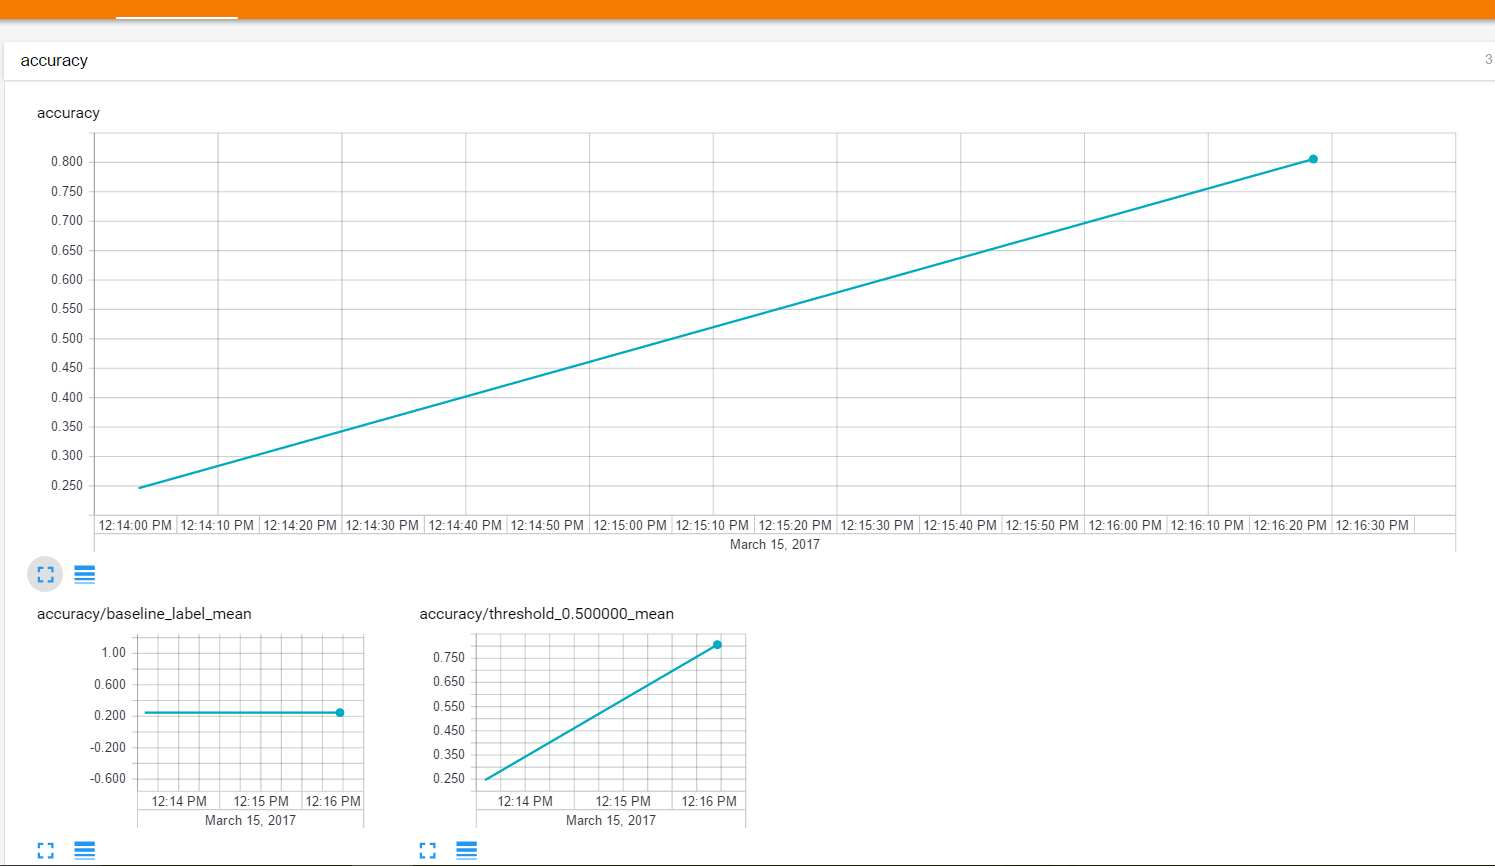 accuracy
3
accuracy
0.800
0.750
0.700
0.650
0.600
0.550
0.500
0.450
0.400
0.350
0.300
0.250
12:14:00 PM 12:14:10 PM 12:14:20 PM 12:14:30 PM 12:14:40 PM 12:14:50 PM 12:15:00 PM 12:15:10 PM 12:15:20 PM 12:15:30 PM 12:15:40 PM 12:15:50 PM 12:16:00 PM 12:16:10 PM 12:16:20 PM 12:16:30 PM
March 15, 2017
accuracy/baseline_label_mean
1.00
0.600
0.200
-0.200
-0.600
12:14 PM 12:15 PM 12:16 PM
March 15, 2017
accuracy/threshold_0.500000_mean
0.750
0.650
0.550
0.450
0.350
0.250
12:14 PM 12:15 PM 12:16 PM
March 15, 2017